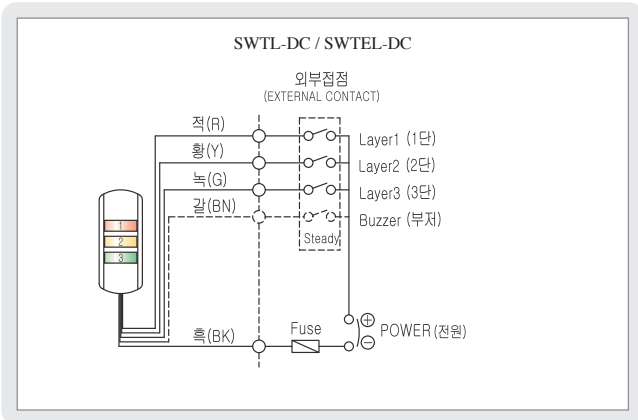 SWTL-DC / SWTEL-DC
외부접점
(EXTERNAL CONTACT)
적(R)
Layer1 (1단)
황(Y)
Layer2 (2단)
녹(G)
Layer3 (3단)
갈(BN)
Buzzer (부저)
Steady
1
2
3
흑(BK)
Fuse
⊕
⊖
POWER (전원)